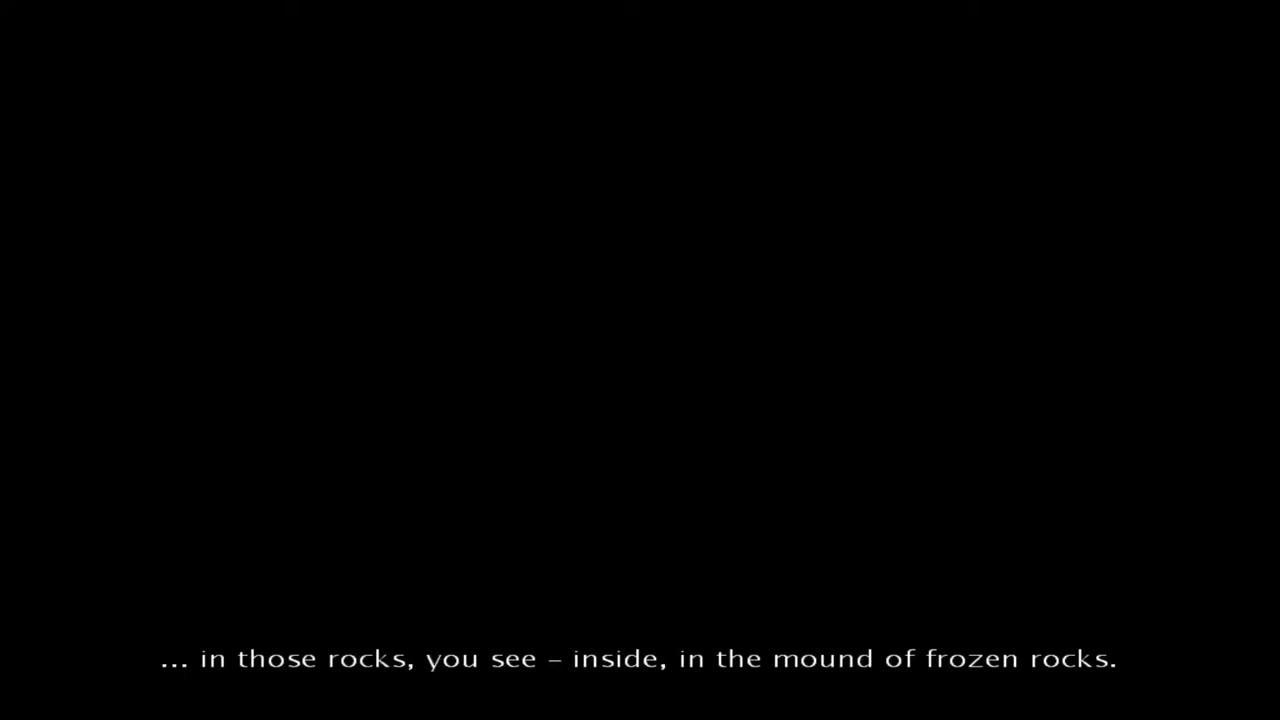 ... in those rocks, you see – inside, in the mound of frozen rocks.